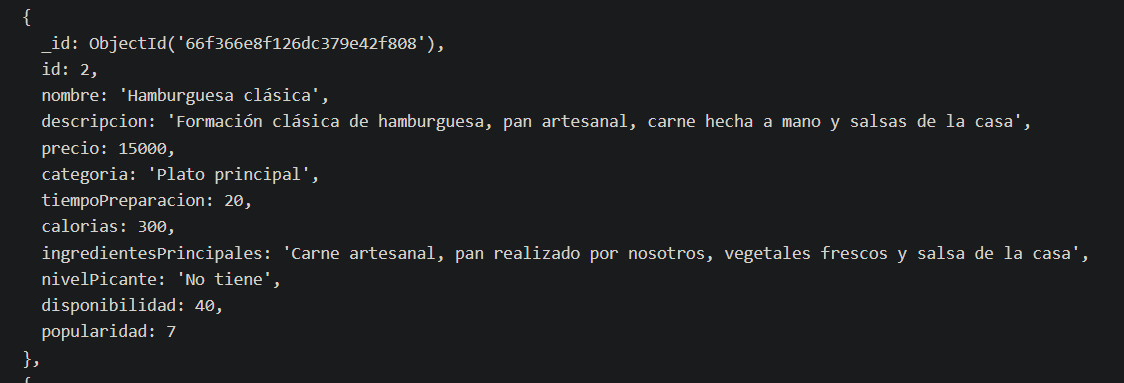 {
_id: ObjectId('66f366e8f126dc379e42f808'),
id: 2,
nombre: 'Hamburguesa clásica',
descripcion: 'Formación clásica de hamburguesa, pan artesanal, carne hecha a mano y salsas de la casa',
precio: 15000,
categoria: 'Plato principal',
tiempoPreparacion: 20,
calorias: 300,
ingredientesPrincipales: 'Carne artesanal, pan realizado por nosotros, vegetales frescos y salsa de la casa',
nivelPicante: 'No tiene',
disponibilidad: 40,
popularidad: 7
},
{